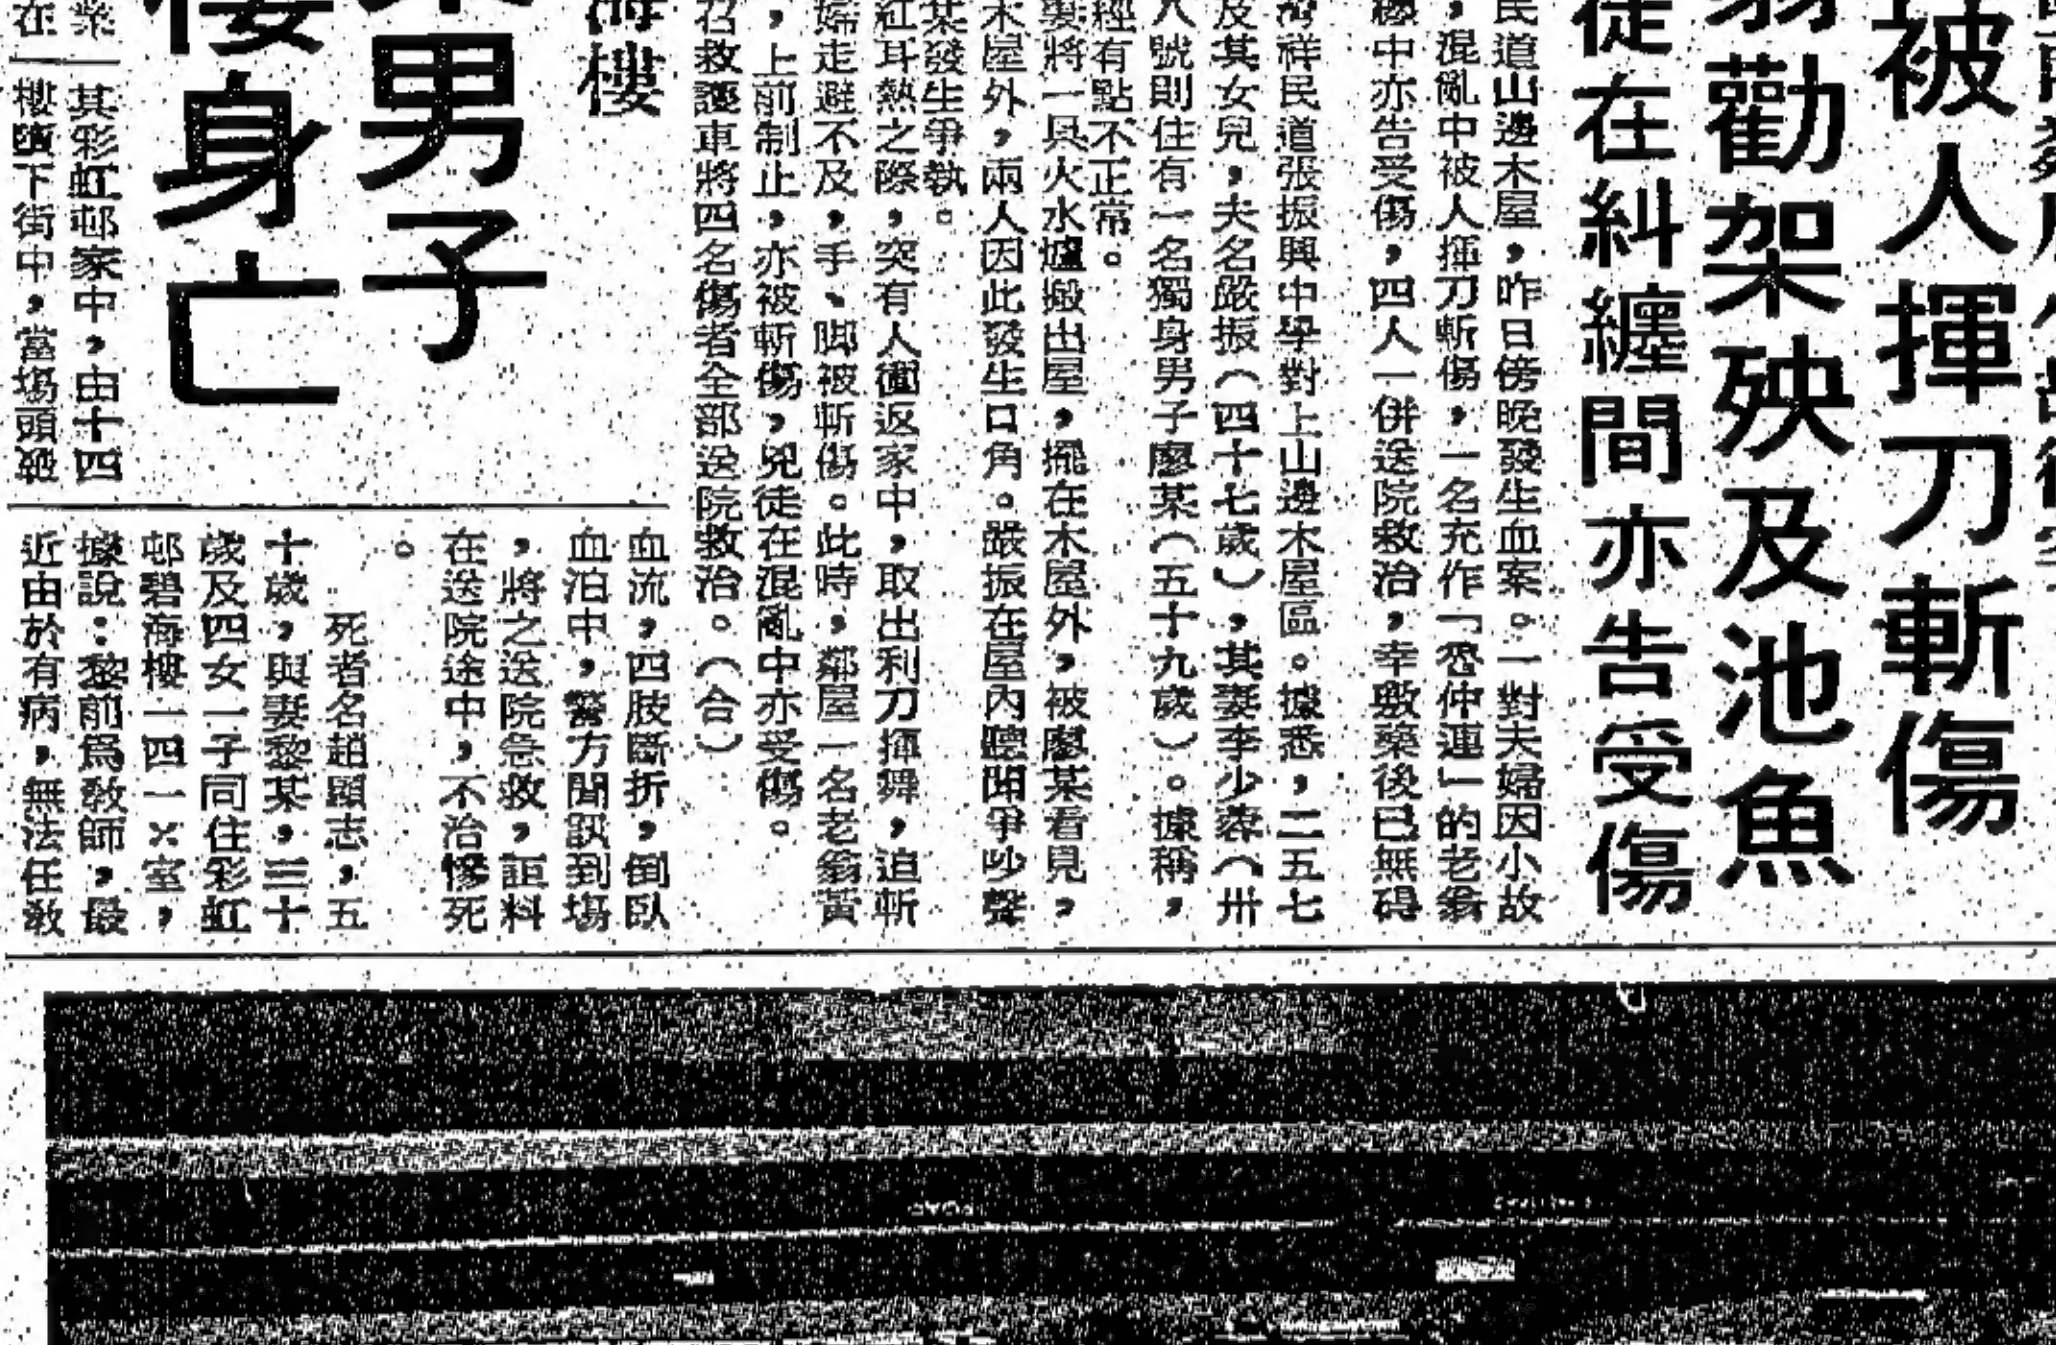 被人揮刀斬傷
勸架殃及池魚
徒在糾纏間亦告受傷
民道山邊木屋，昨日傍晚發生血案。一對夫婦因小故
，混亂中被人揮刀斬傷，一名充作「魯仲連」的老翁
中亦告受傷，四人一併送院救治，幸敷藥後已無碍
祥民道張振興中學對上山邊木屋區。據悉，二五七
及其女兒，夫名嚴振（四十七歲），其妻李少蓉（卅
八號則住有一名獨身男子廖某（五十九歲）。據稱，
經有點不正常。
妻將一具火水爐搬出屋，擺在木屋外，被廖某看見，
木屋外，兩人因此發生口角。嚴振在屋內聽聞爭吵聲
某發生爭執。
紅耳熱之際，突有人衝返家中，取出利刀揮舞，追斬
婦走避不及，手、脚被斬傷。此時，鄰屋一名老翁黃
，上前制止，亦被斬傷，兇徒在混亂中亦受傷。
召救護車將四名傷者全部送院救治。（合）
海樓
男子
樓身亡
其彩虹邨家中，由十四
在
樓墮下街中，當場頭破
血流，四肢斷折，倒臥
血泊中，警方聞訊到場
，將之送院急救，詎料
在送院途中，不治慘死
。
死者名趙顯志，五
十歲，與妻黎某，三十
歲及四女一子同住彩虹
邨碧海樓一四一×室，
據說：黎前爲教師，最
近由於有病，無法任教